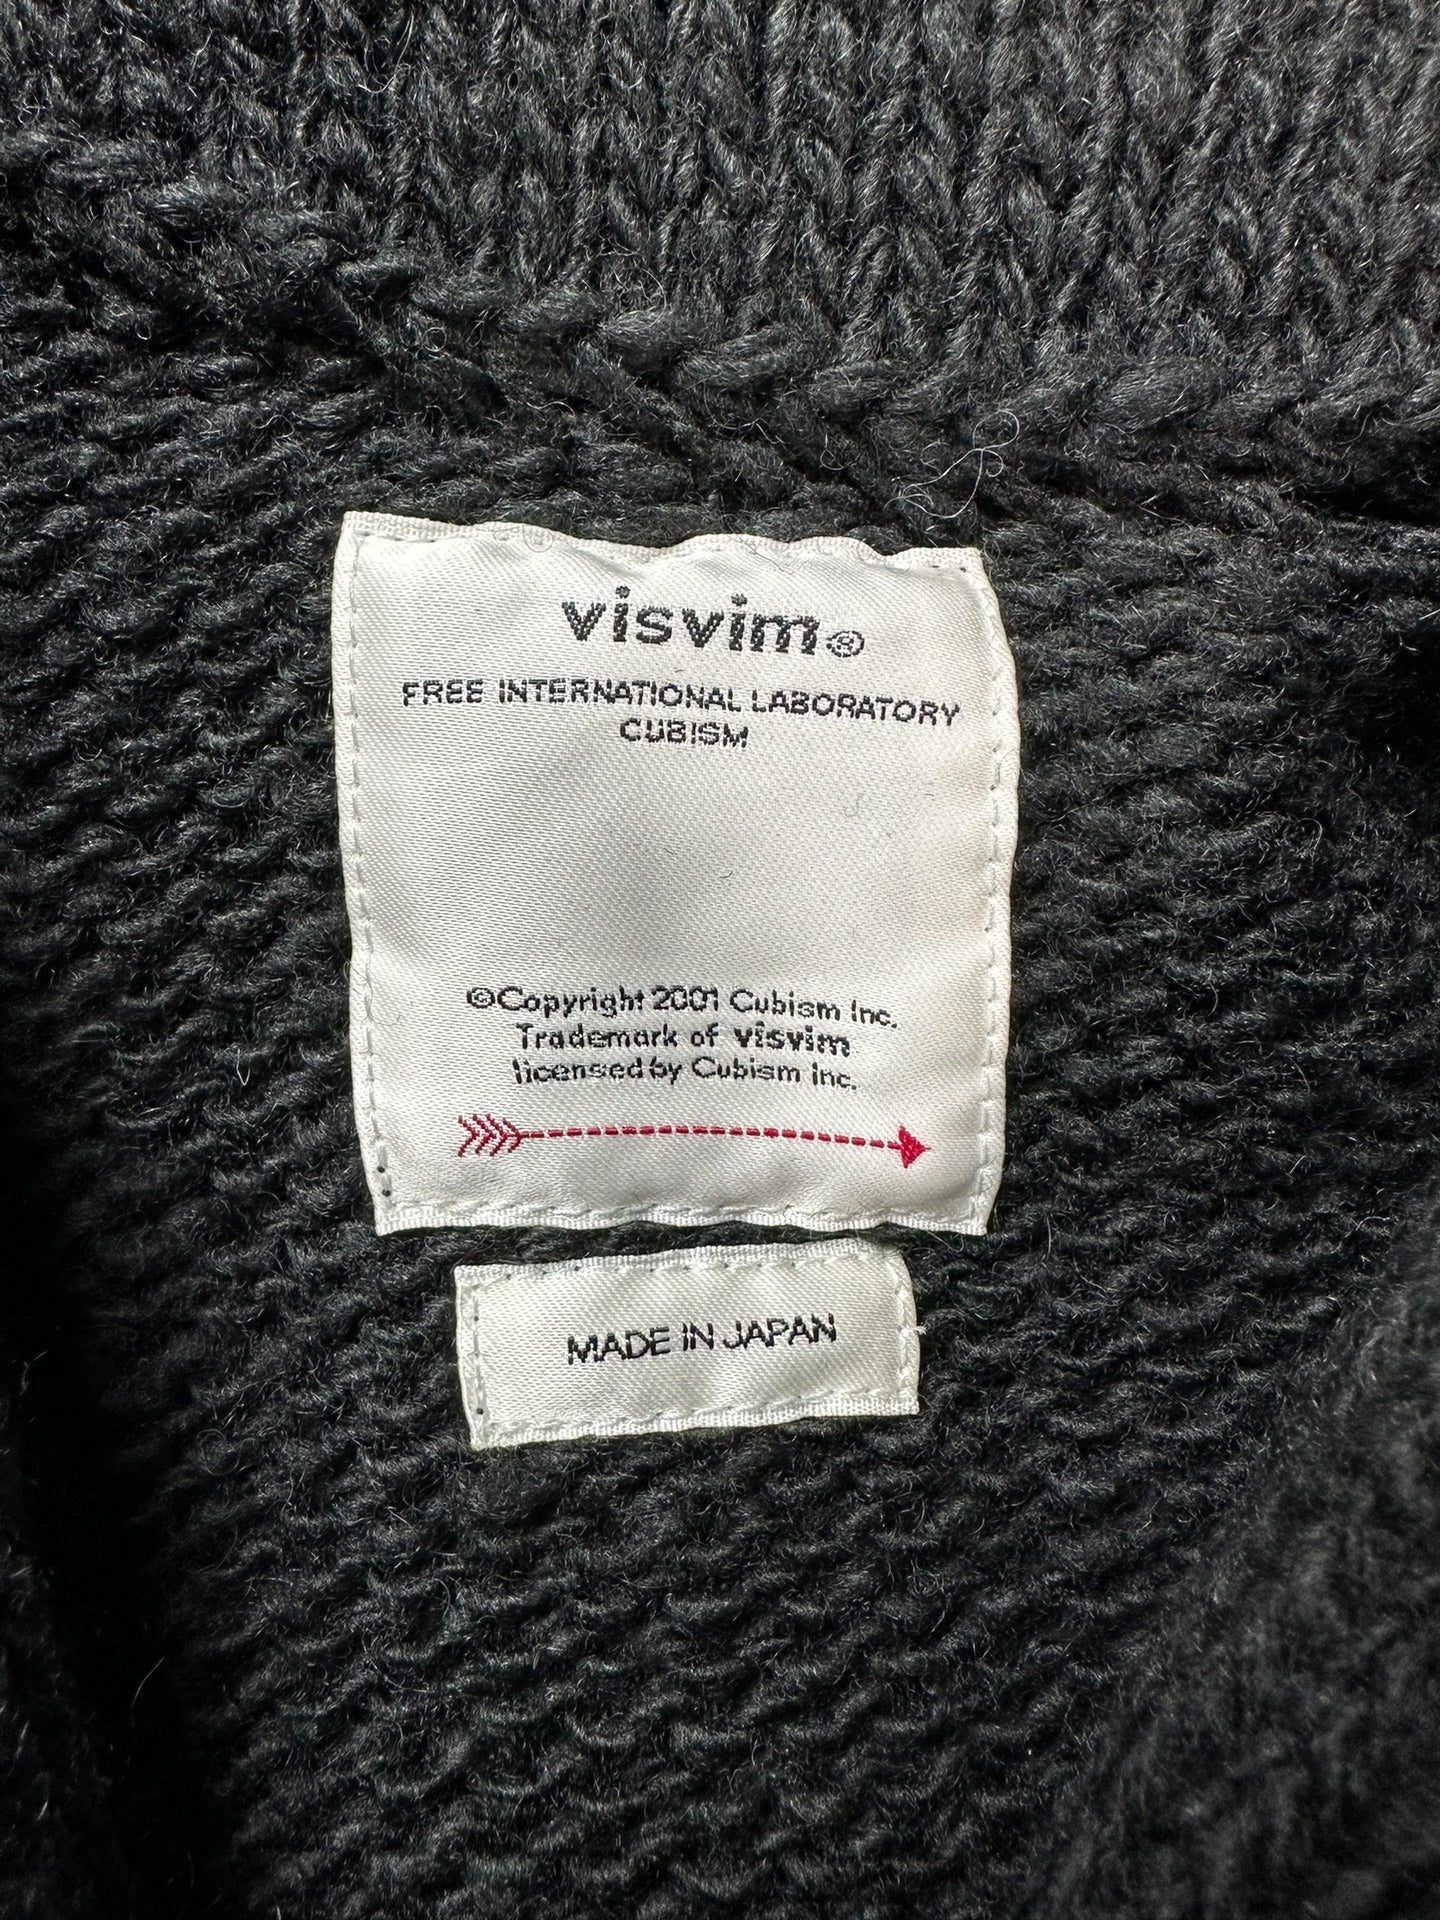 visvim®
FREE INTERNATIONAL LABORATORY
CUBISM
©Copyright 2001 Cubism Inc.
Trademark of visvim
licensed by Cubism Inc.
MADE IN JAPAN